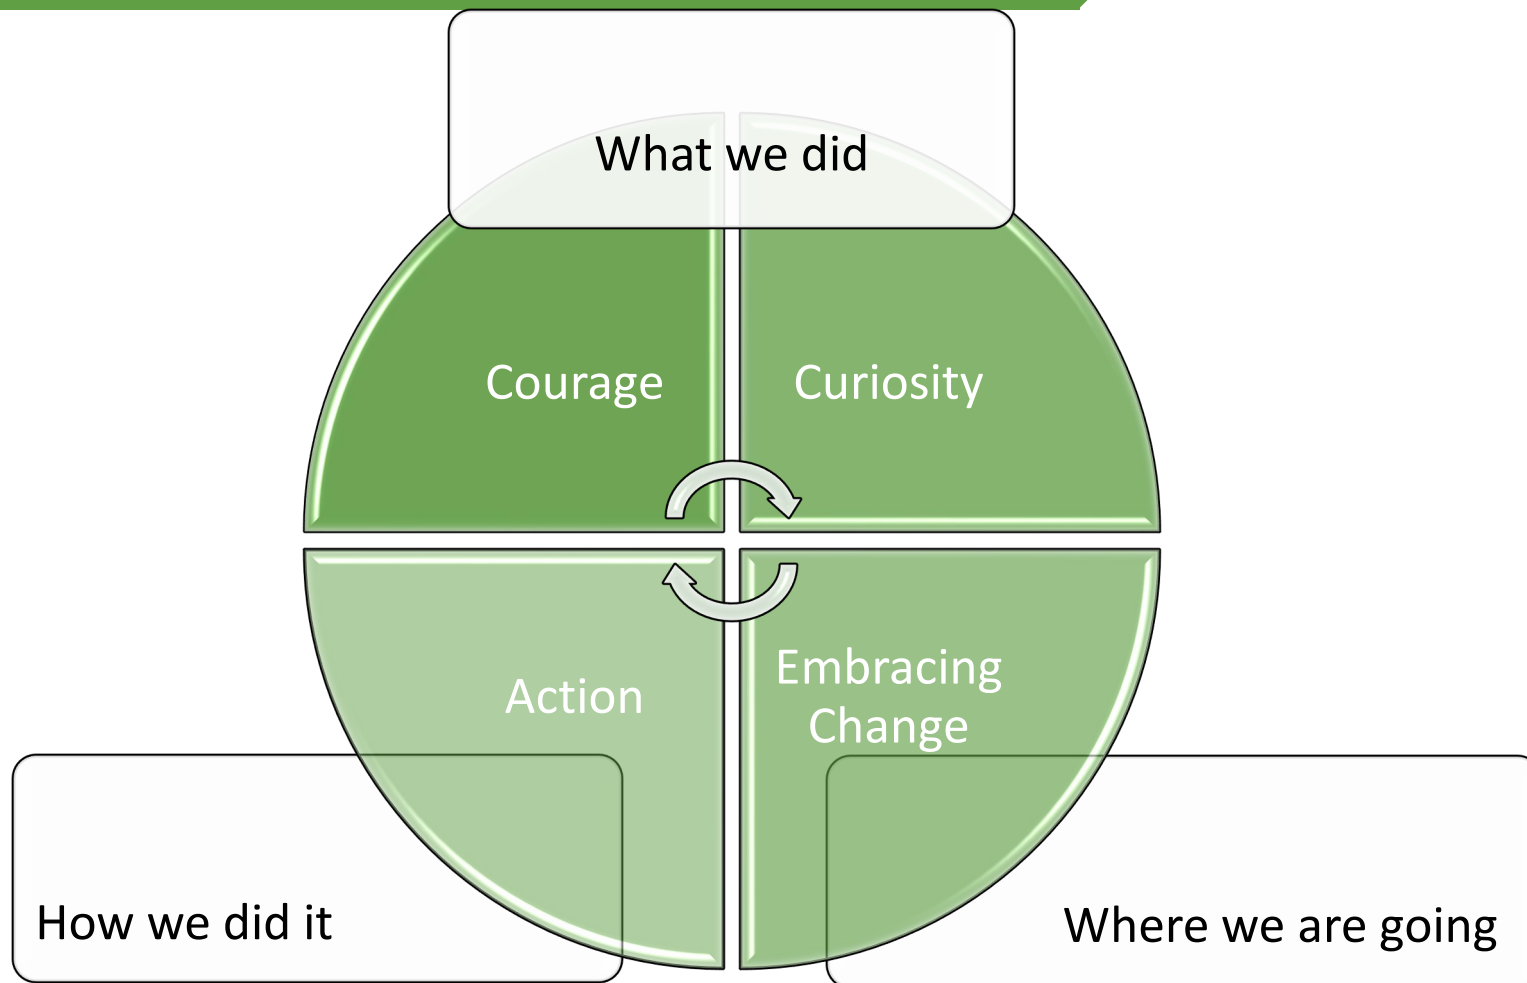 What we did
Courage
Curiosity
Action
Embracing
Change
How we did it
Where we are going